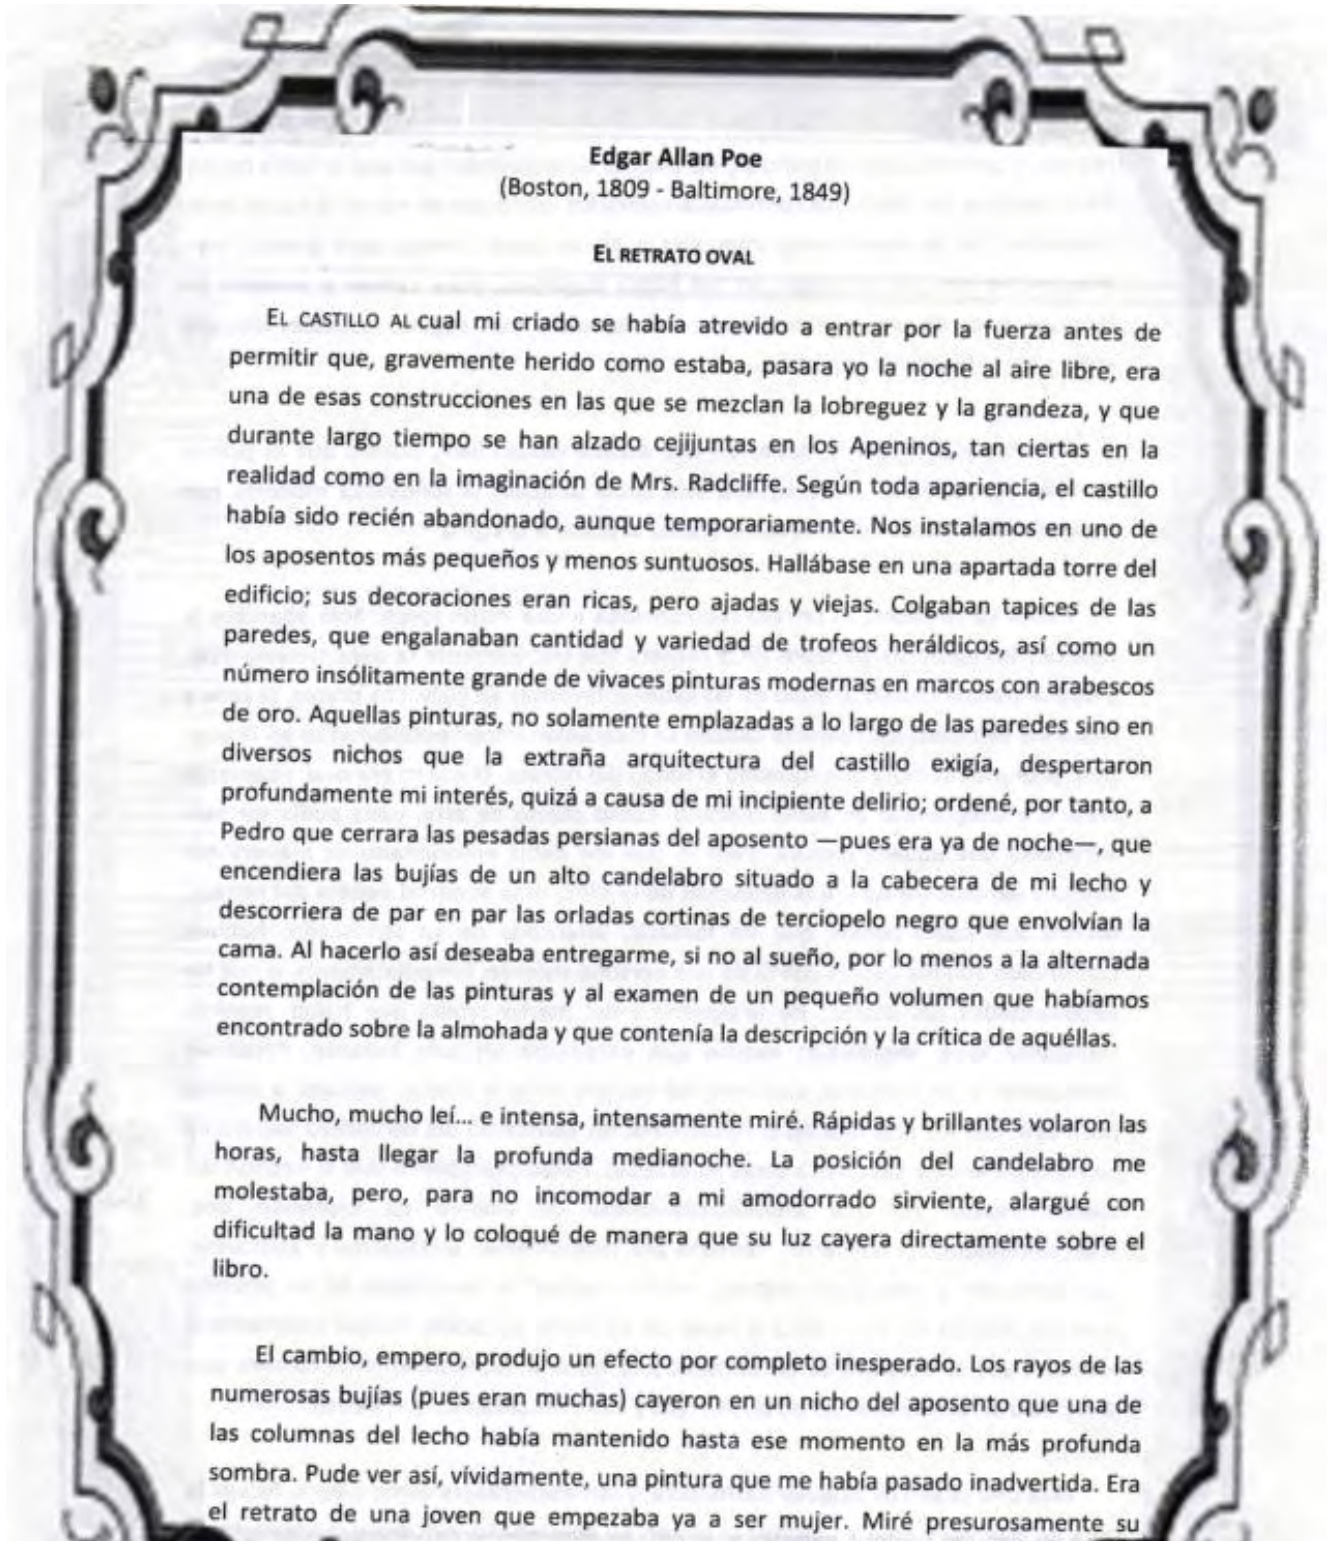 Edgar Allan Poe
(Boston, 1809 - Baltimore, 1849)
EL RETRATO OVAL
EL CASTILLO AL cual mi criado se había atrevido a entrar por la fuerza antes de
permitir que, gravemente herido como estaba, pasara yo la noche al aire libre, era
una de esas construcciones en las que se mezclan la lobreguez y la grandeza, y que
durante largo tiempo se han alzado cejijuntas en los Apeninos, tan ciertas en la
realidad como en la imaginación de Mrs. Radcliffe. Según toda apariencia, el castillo
había sido recién abandonado, aunque temporariamente. Nos instalamos en uno de
los aposentos más pequeños y menos suntuosos. Hallábase en una apartada torre del
edificio; sus decoraciones eran ricas, pero ajadas y viejas. Colgaban tapices de las
paredes, que engalanaban cantidad y variedad de trofeos heráldicos, así como un
número insólitamente grande de vivaces pinturas modernas en marcos con arabescos
de oro. Aquellas pinturas, no solamente emplazadas a lo largo de las paredes sino en
diversos nichos que la extraña arquitectura del castillo exigía, despertaron
profundamente mi interés, quizá a causa de mi incipiente delirio; ordené, por tanto, a
Pedro que cerrara las pesadas persianas del aposento —pues era ya de noche—, que
encendiera las bujías de un alto candelabro situado a la cabecera de mi lecho y
descorriera de par en par las orladas cortinas de terciopelo negro que envolvían la
cama. Al hacerlo así deseaba entregarme, si no al sueño, por lo menos a la alternada
contemplación de las pinturas y al examen de un pequeño volumen que habíamos
encontrado sobre la almohada y que contenía la descripción y la crítica de aquéllas.
Mucho, mucho leí... e intensa, intensamente miré. Rápidas y brillantes volaron las
horas, hasta llegar la profunda medianoche. La posición del candelabro me
molestaba, pero, para no incomodar a mi amodorrado sirviente, alargué con
dificultad la mano y lo coloqué de manera que su luz cayera directamente sobre el
libro.
El cambio, empero, produjo un efecto por completo inesperado. Los rayos de las
numerosas bujías (pues eran muchas) cayeron en un nicho del aposento que una de
las columnas del lecho había mantenido hasta ese momento en la más profunda
sombra. Pude ver así, vívidamente, una pintura que me había pasado inadvertida. Era
el retrato de una joven que empezaba ya a ser mujer. Miré presurosamente su